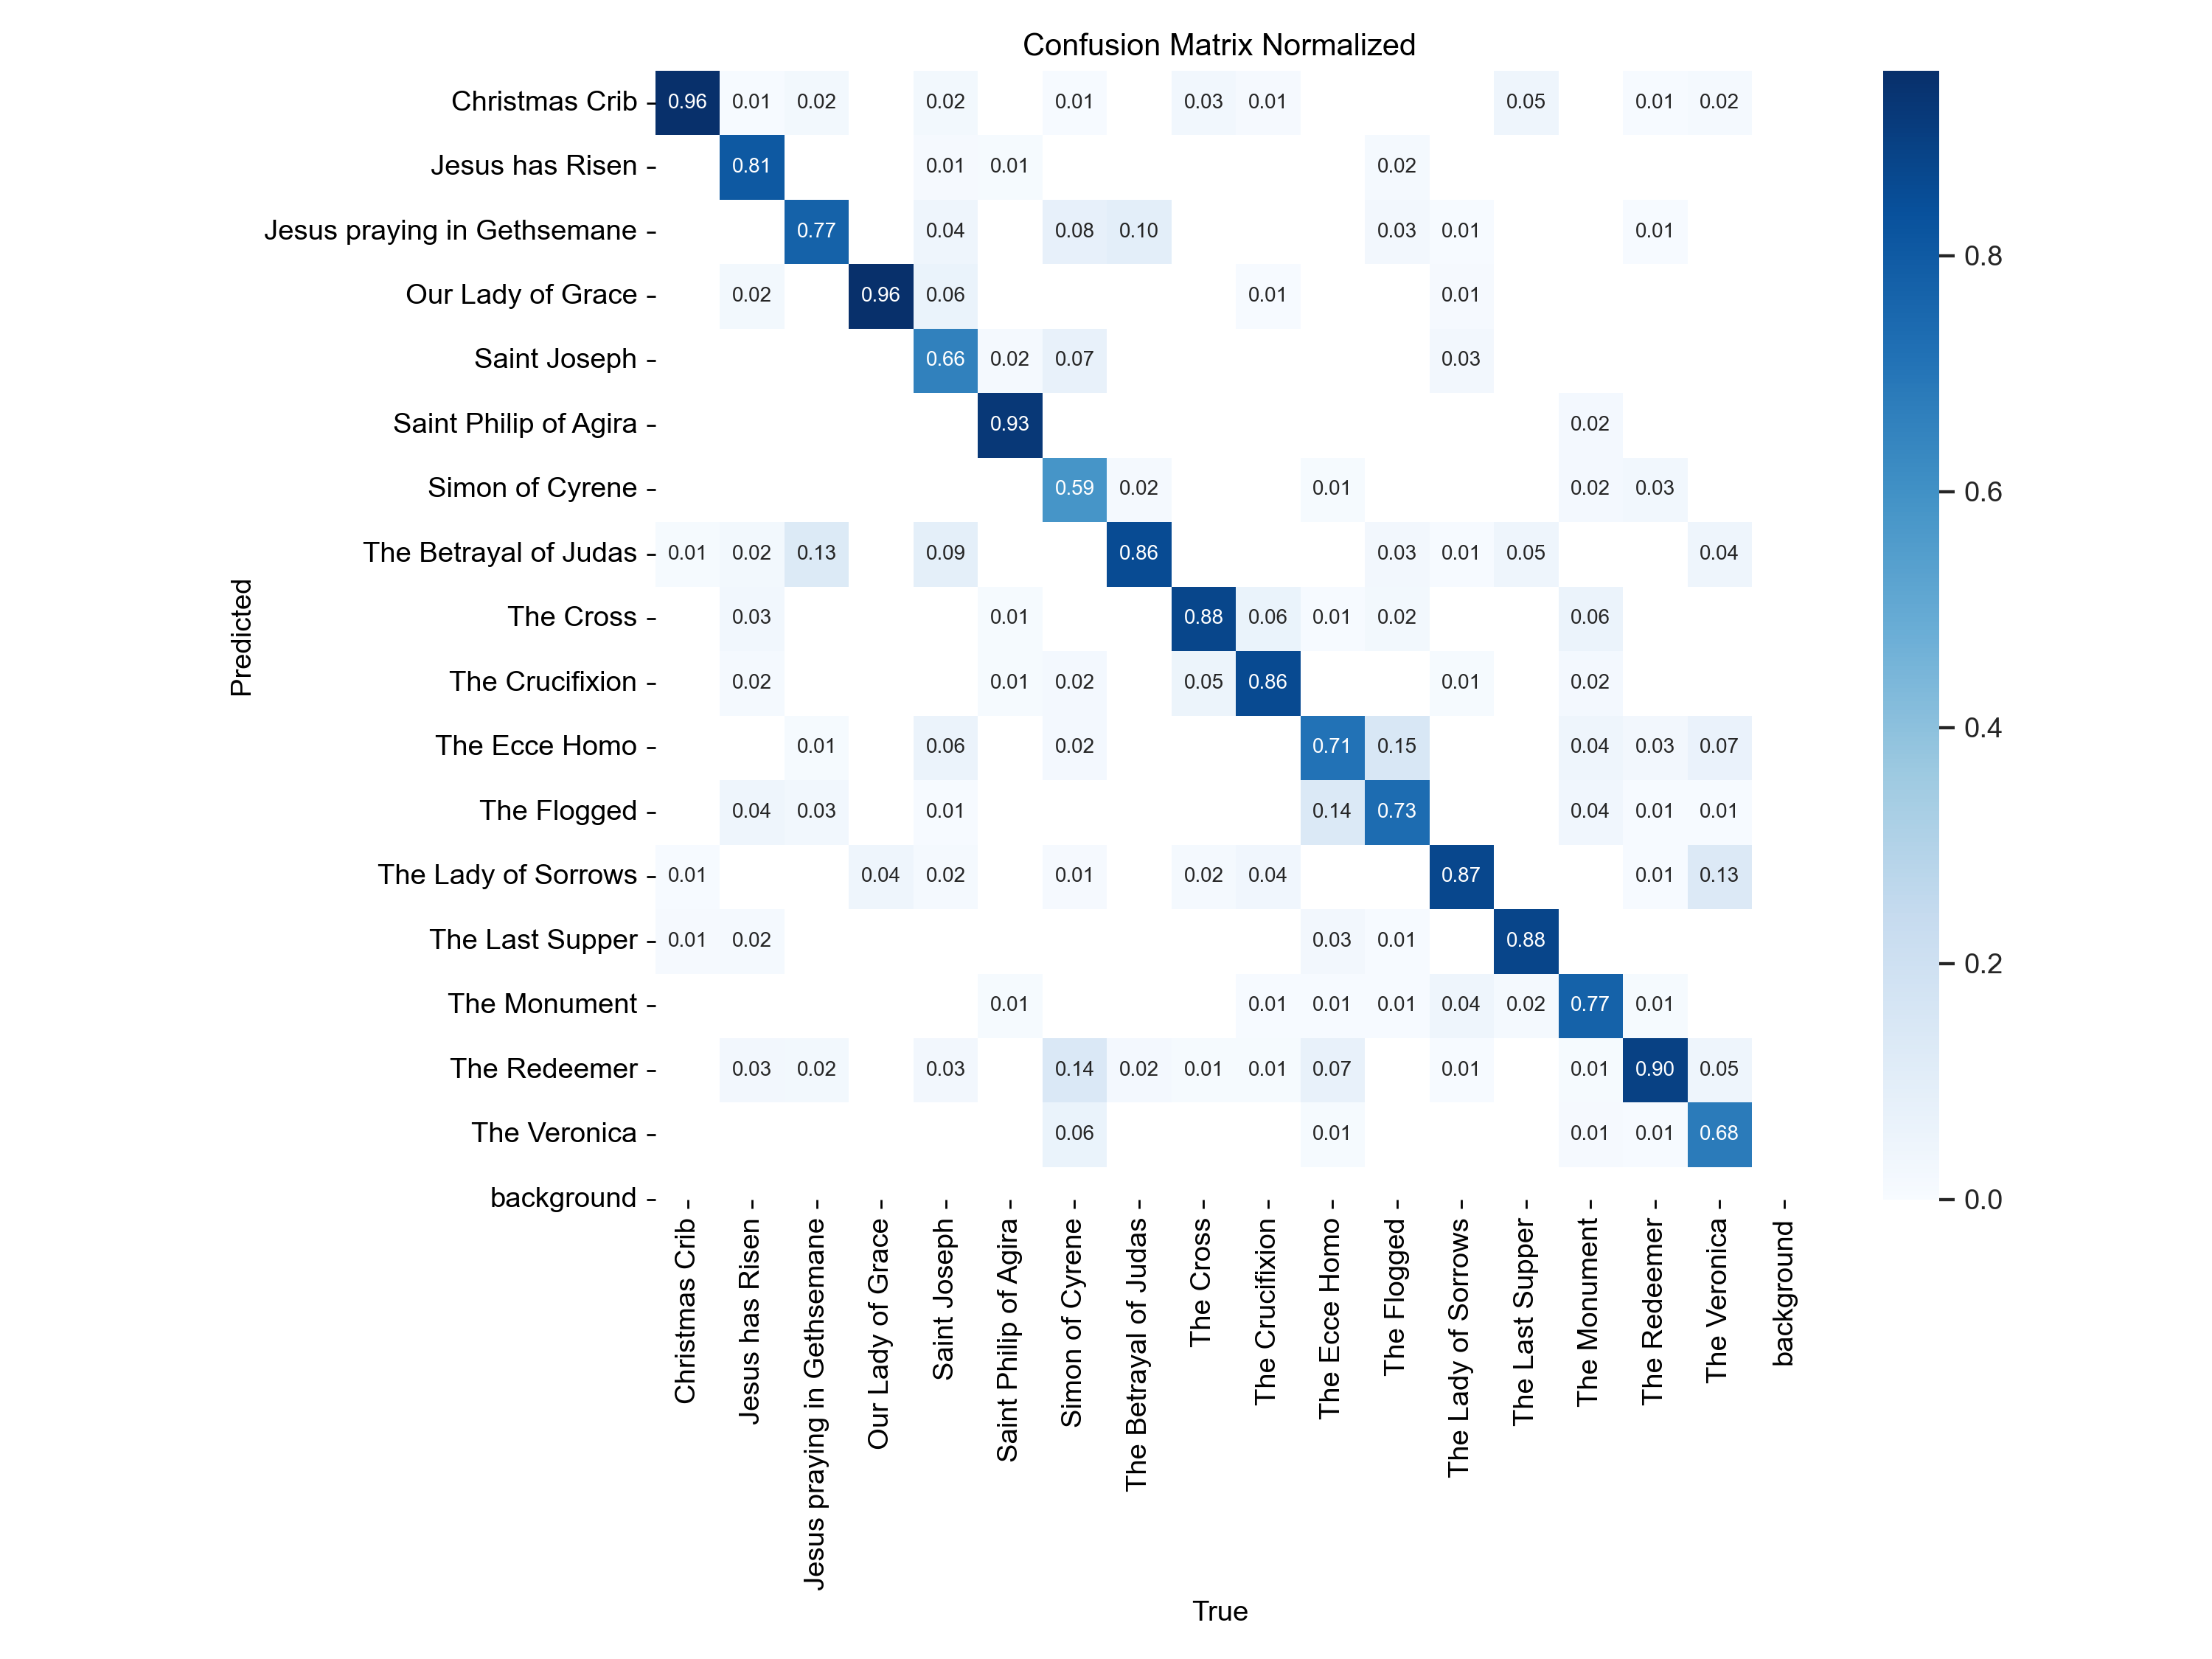 Confusion Matrix Normalized
Christmas Crib 0.96 0.01 0.02 0.02 0.01 0.03 0.01 0.05 0.01 0.02
Jesus has Risen 0.81 0.01 0.01 0.02
Jesus praying in Gethsemane 0.77 0.04 0.08 0.10 0.03 0.01 0.01
0.8
Our Lady of Grace 0.02 0.96 0.06 0.01 0.01
Saint Joseph 0.66 0.02 0.07 0.03
Saint Philip of Agira 0.93 0.02
Simon of Cyrene 0.59 0.02 0.01 0.02 0.03
0.6
The Betrayal of Judas 0.01 0.02 0.13 0.09 0.86 0.03 0.01 0.05 0.04
The Cross 0.03 0.01 0.88 0.06 0.01 0.02 0.06
Predicted
The Crucifixion 0.02 0.01 0.02 0.05 0.86 0.01 0.02
0.4
The Ecce Homo 0.01 0.06 0.02 0.71 0.15 0.04 0.03 0.07
The Flogged 0.04 0.03 0.01 0.14 0.73 0.04 0.01 0.01
The Lady of Sorrows 0.01 0.04 0.02 0.01 0.02 0.04 0.87 0.01 0.13
The Last Supper 0.01 0.02 0.03 0.01 0.88
0.2
The Monument 0.01 0.01 0.01 0.01 0.04 0.02 0.77 0.01
The Redeemer 0.03 0.02 0.03 0.14 0.02 0.01 0.01 0.07 0.01 0.01 0.90 0.05
The Veronica 0.06 0.01 0.01 0.01 0.68
background
0.0
Christmas Crib
Jesus has Risen
Jesus praying in Gethsemane
Our Lady of Grace
Saint Joseph
Saint Philip of Agira
Simon of Cyrene
The Betrayal of Judas
The Cross
The Crucifixion
The Ecce Homo
The Flogged
The Lady of Sorrows
The Last Supper
The Monument
The Redeemer
The Veronica
background
True